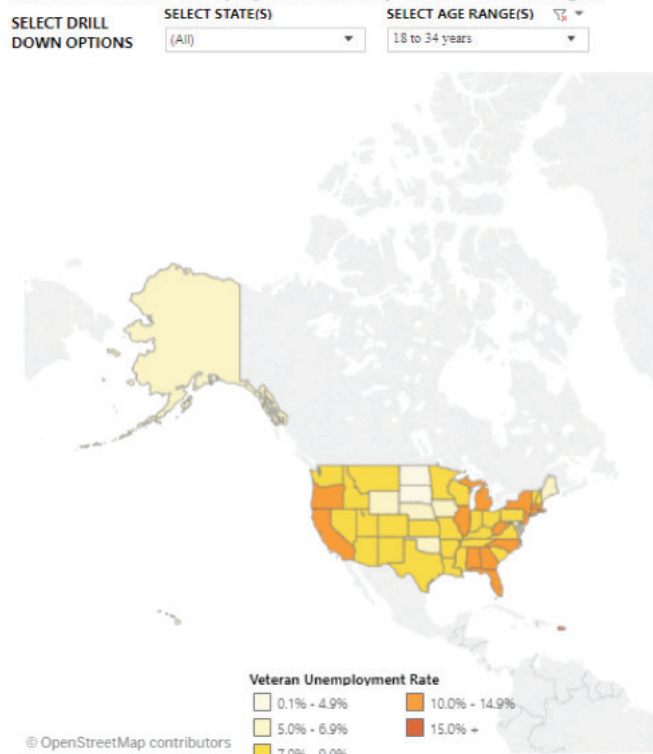 SELECT DRILL
DOWN OPTIONS
SELECT STATE(S)
(All)
SELECT AGE RANGE(S)
18 to 34 years
Veteran Unemployment Rate
0.1% - 4.9%
5.0% - 6.9%
10.0% - 14.9%
15.0% +
© OpenStreetMap contributors